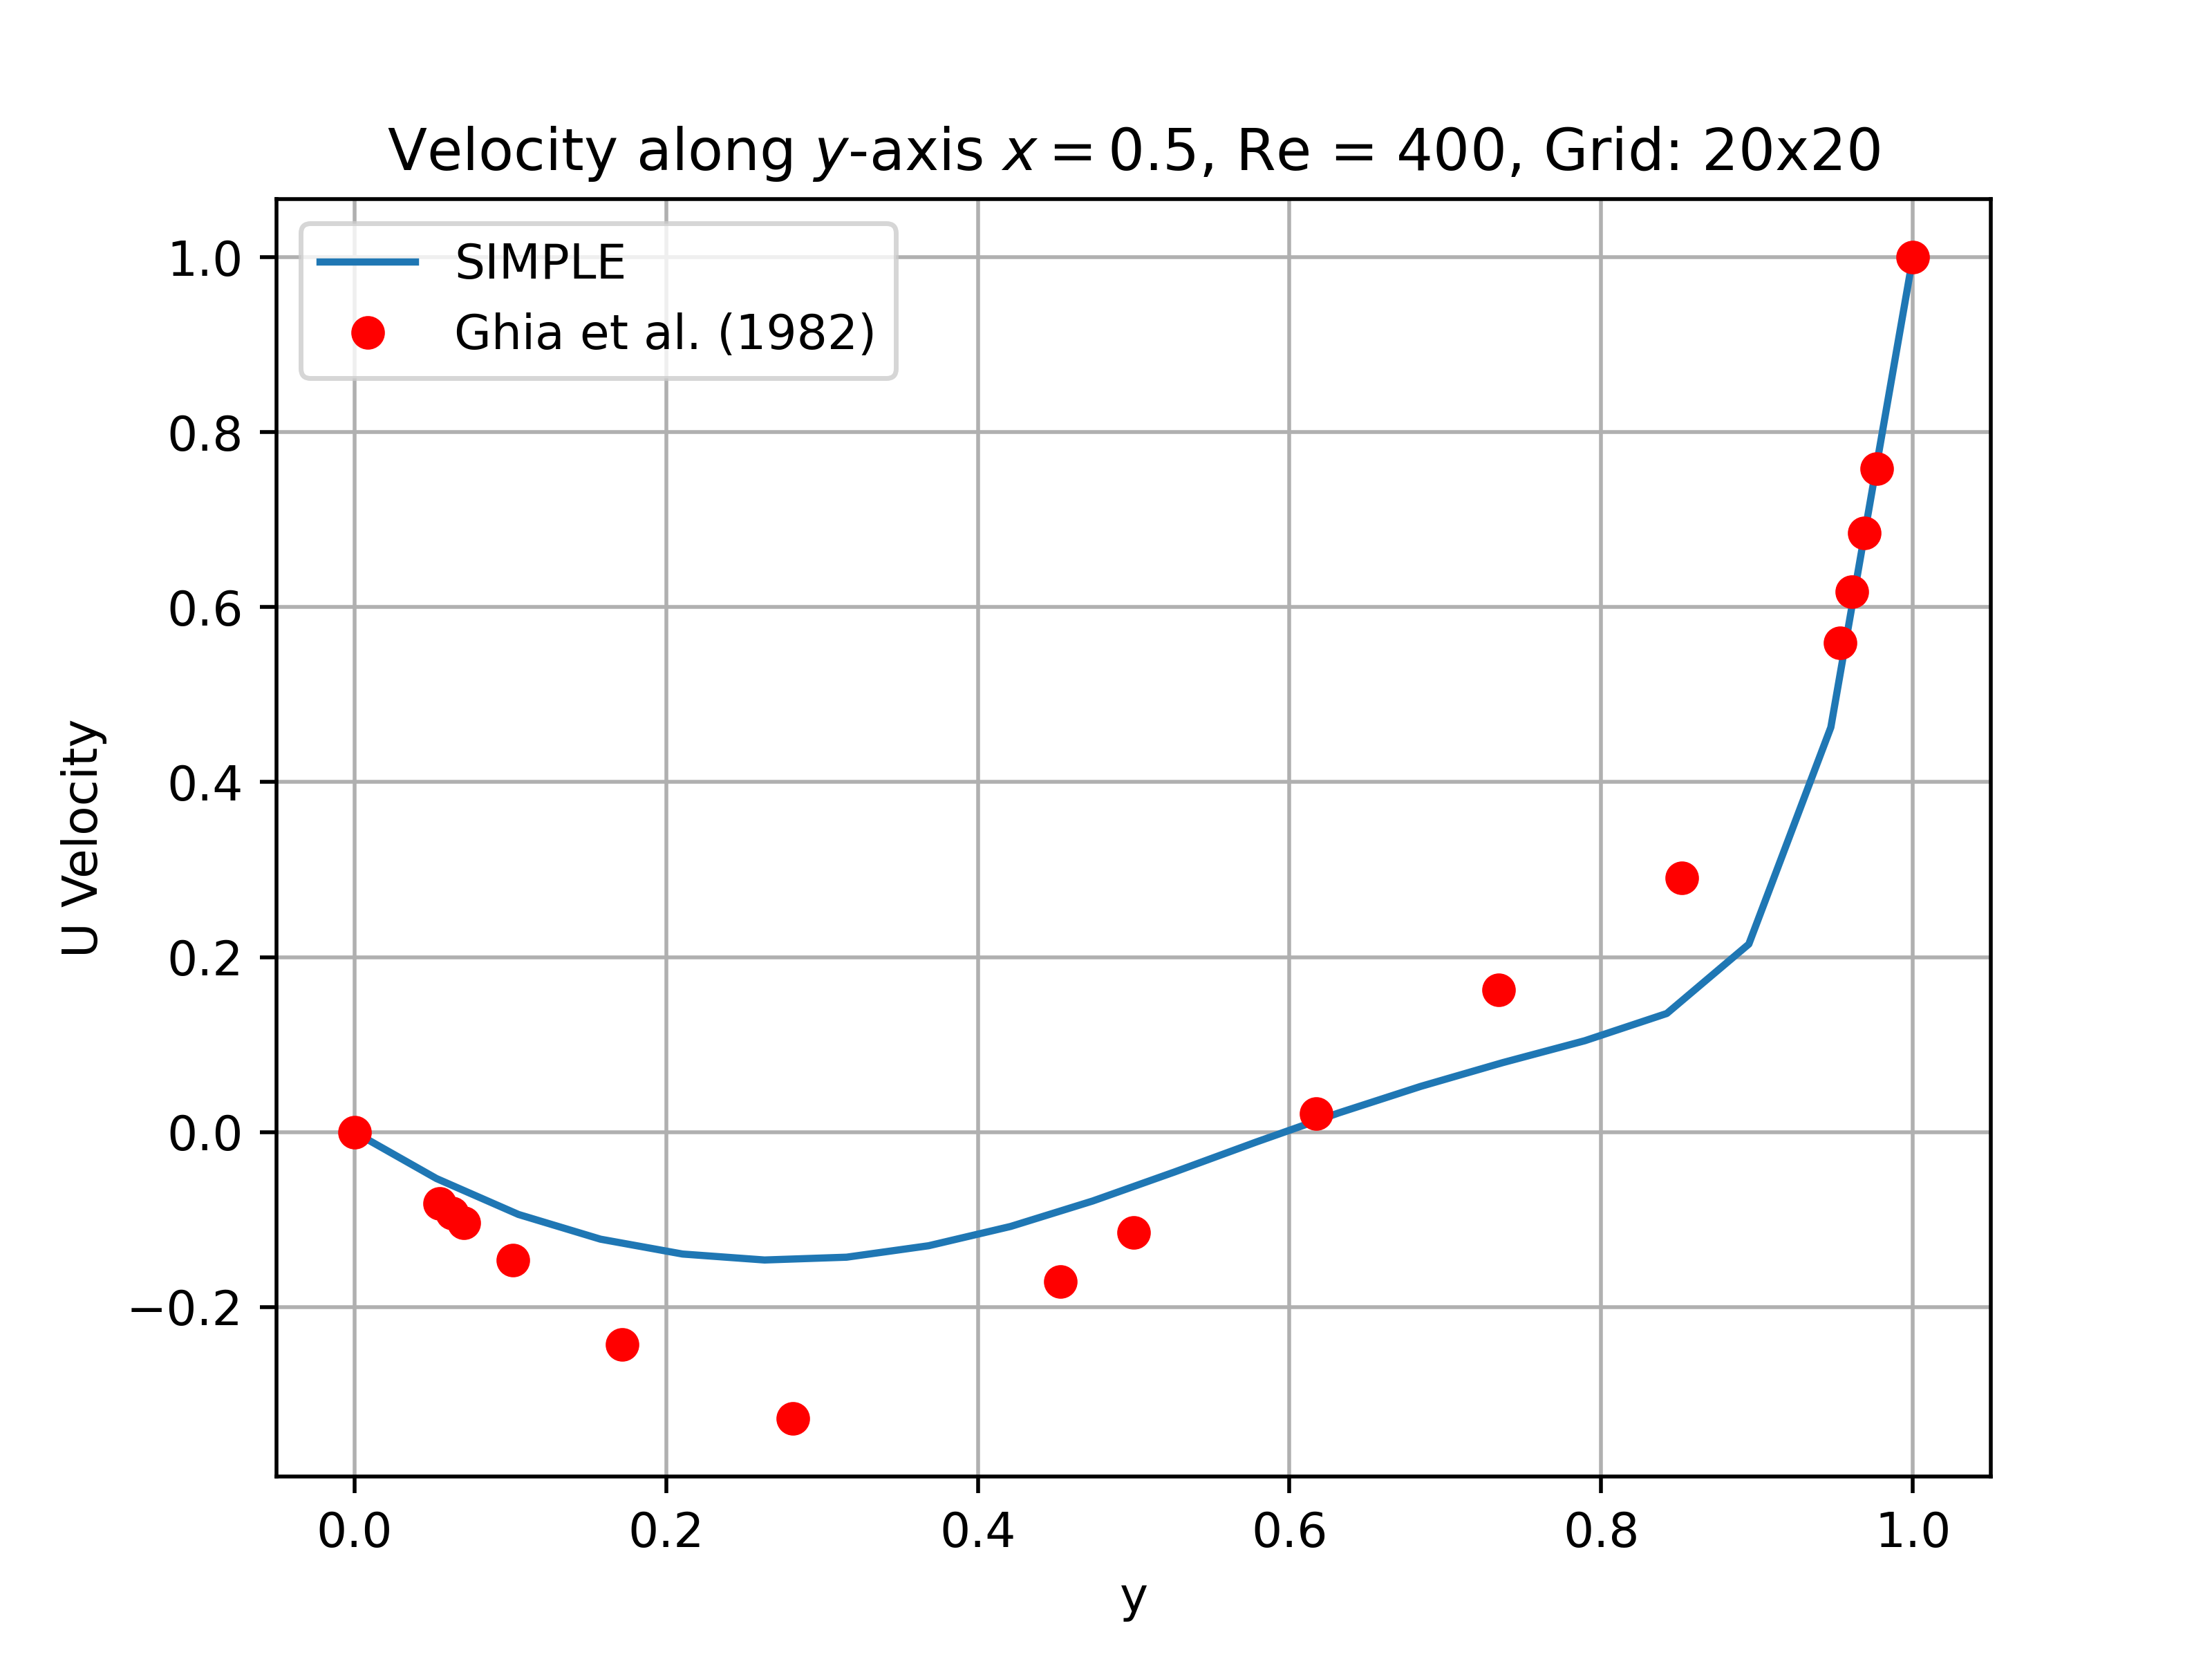 Velocity along y-axis x = 0.5, Re = 400, Grid: 20x20
SIMPLE
Ghia et al. (1982)
U Velocity
1.0
0.8
0.6
0.4
0.2
0.0
−0.2
0.0 0.2 0.4 0.6 0.8 1.0
y